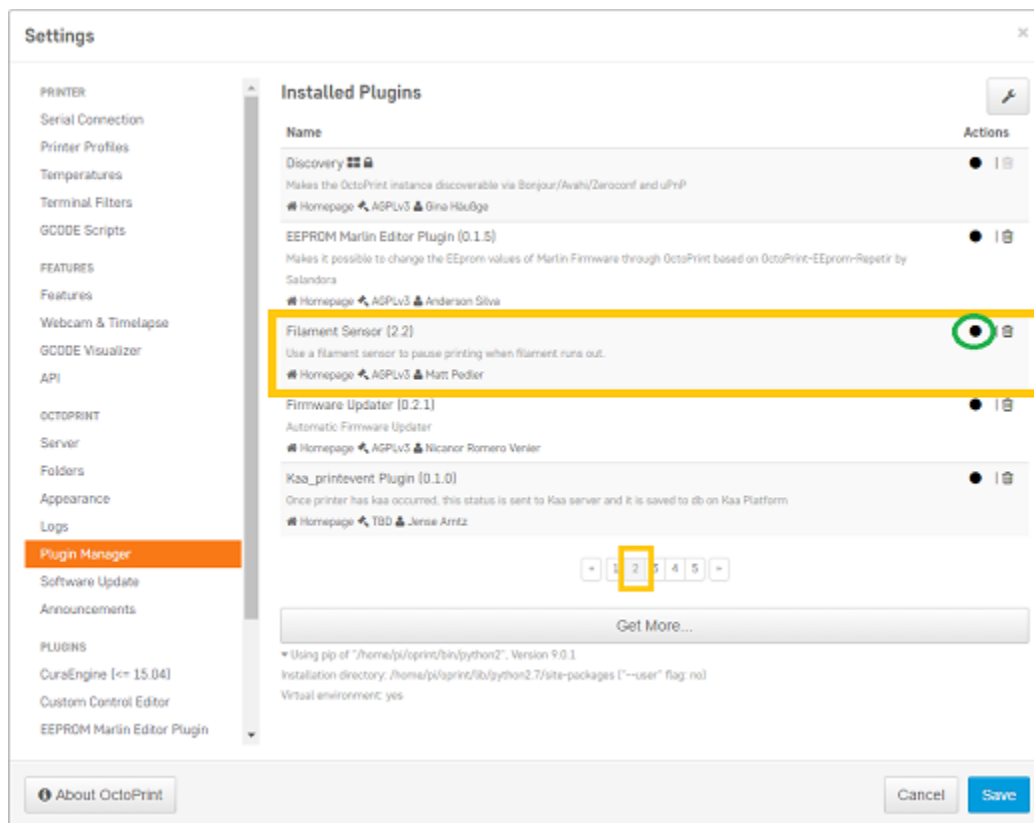 Settings
×
PRINTER
Serial Connection
Printer Profiles
Temperatures
Terminal Filters
GCODE Scripts
FEATURES
Features
Webcam & Timelapse
GCODE Visualizer
API
OCTOPRINT
Server
Folders
Appearance
Logs
Plugin Manager
Software Update
Announcements
PLUGINS
CuraEngine (<= 15.04)
Custom Control Editor
EEPROM Marlin Editor Plugin
Installed Plugins
Name Actions
Discovery
Makes the OctoPrint instance discoverable via Bonjour/Avahi/Zeroconf and uPnP
Homepage AGPLv3 Gina Häußge
EEPROM Marlin Editor Plugin (0.1.5)
Makes it possible to change the EEprom values of Marlin Firmware through OctoPrint based on OctoPrint-EEprom-Repetir by
Salandora
Homepage AGPLv3 Anderson Silva
Filament Sensor (2.2)
Use a filament sensor to pause printing when filament runs out.
Homepage AGPLv3 Matt Pedler
Firmware Updater (0.2.1)
Automatic Firmware Updater
Homepage AGPLv3 Nicanor Romero Venier
Kaa_printevent Plugin (0.1.0)
Once printer has kaa occurred, this status is sent to Kaa server and it is saved to db on Kaa Platform
Homepage TBD Jense Arntz
« 1 2 3 4 5 »
Get More...
Using pip of "/home/pi/oprint/bin/python2", Version 9.0.1
Installation directory: /home/pi/oprint/lib/python2.7/site-packages ("--user" flag: no)
Virtual environment: yes
About OctoPrint
Cancel
Save